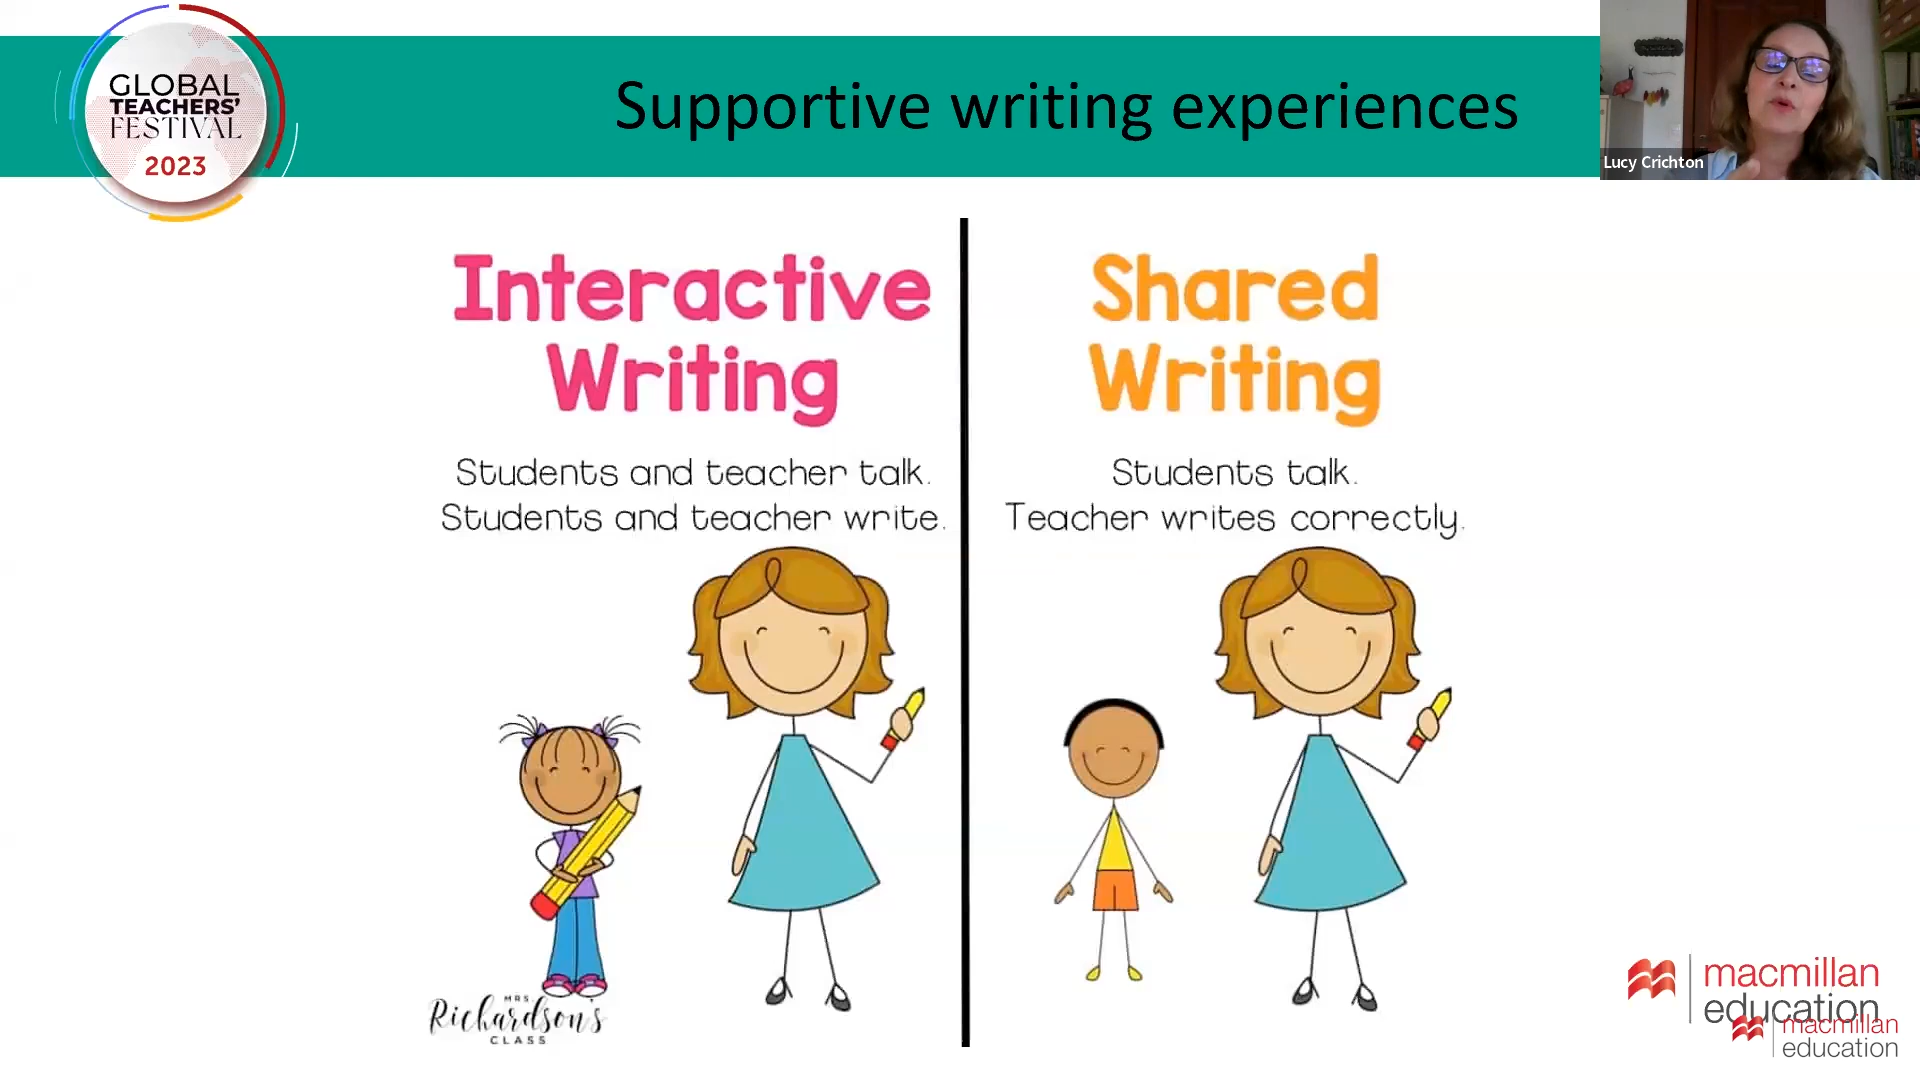 GLOBAL
TEACHERS'
FESTIVAL
2023
Supportive writing experiences
Lucy Crichton
Interactive
Writing
Students and teacher talk.
Students and teacher write.
Shared
Writing
Students talk.
Teacher writes correctly.
MRS.
Richardson's
CLASS
macmillan
education
macmillan
education